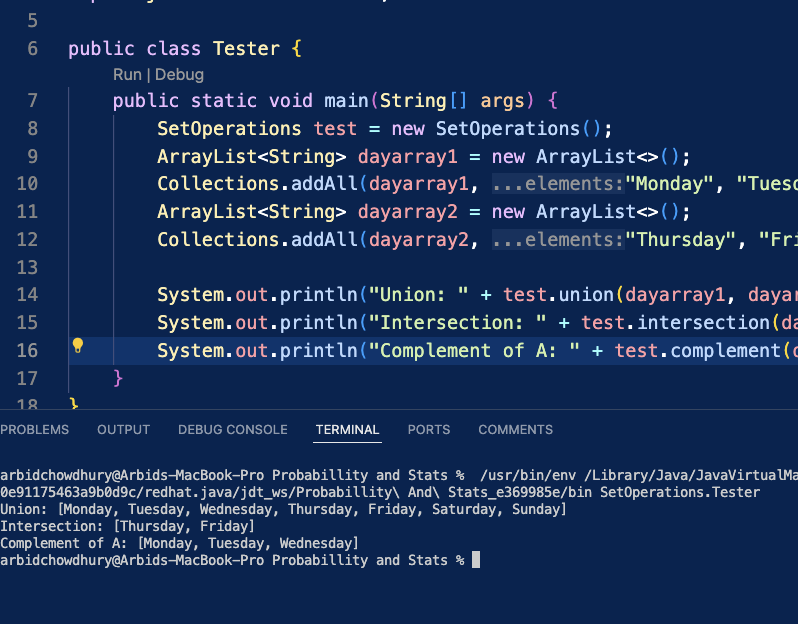 5
6 public class Tester {
Run | Debug
7 public static void main(String[] args) {
8 SetOperations test = new SetOperations();
9 ArrayList<String> dayarray1 = new ArrayList<>();
10 Collections.addAll(dayarray1, ...elements:"Monday", "Tuesd
11 ArrayList<String> dayarray2 = new ArrayList<>();
12 Collections.addAll(dayarray2, ...elements:"Thursday", "Fri
13
14 System.out.println("Union: " + test.union(dayarray1, dayar
15 System.out.println("Intersection: " + test.intersection(da
16 System.out.println("Complement of A: " + test.complement(
17 }
18 }
PROBLEMS OUTPUT DEBUG CONSOLE TERMINAL PORTS COMMENTS
arbidchowdhury@Arbids-MacBook-Pro Probabillity and Stats % /usr/bin/env /Library/Java/JavaVirtualMa
0e91175463a9b0d9c/redhat.java/jdt_ws/Probabillity\ And\ Stats_e369985e/bin SetOperations.Tester
Union: [Monday, Tuesday, Wednesday, Thursday, Friday, Saturday, Sunday]
Intersection: [Thursday, Friday]
Complement of A: [Monday, Tuesday, Wednesday]
arbidchowdhury@Arbids-MacBook-Pro Probabillity and Stats %